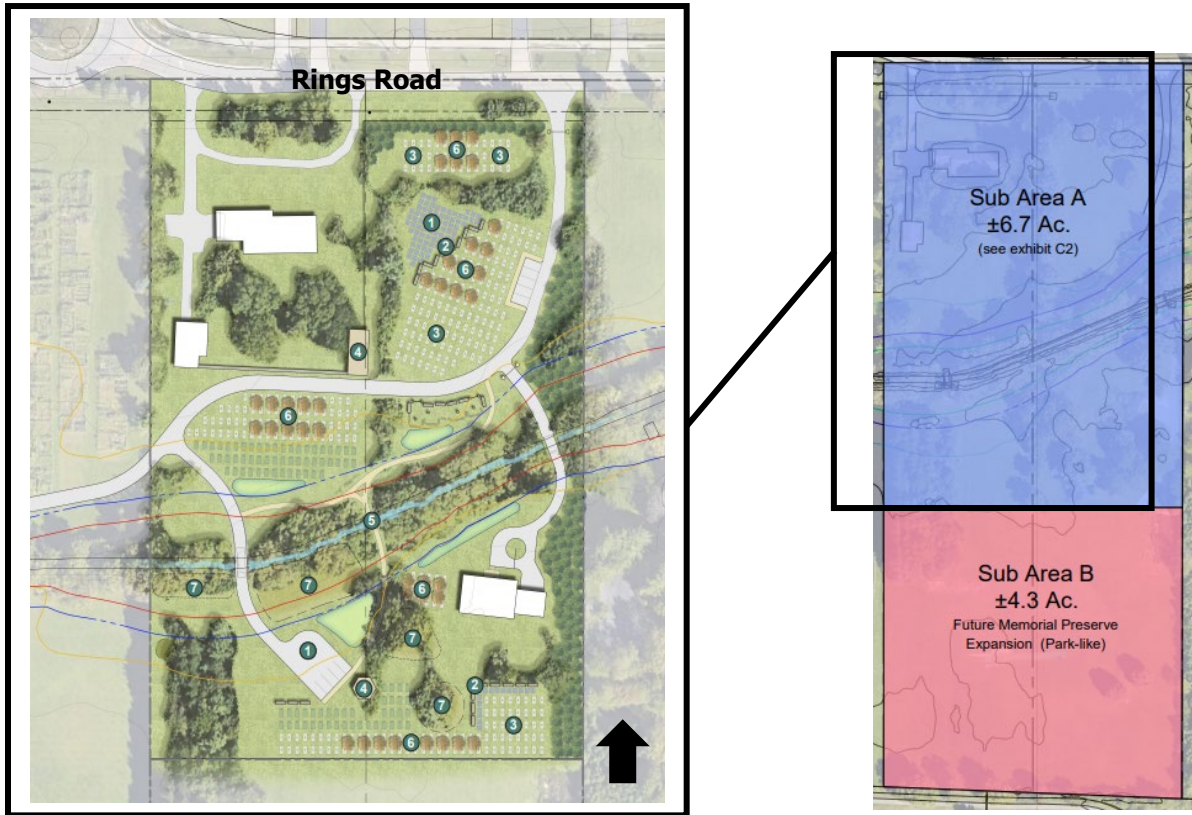 Rings Road
3
6
3
1
2
6
3
4
6
5
7
7
6
7
1
4
2
7
3
6
Sub Area A
±6.7 Ac.
(see exhibit C2)
Sub Area B
±4.3 Ac.
Future Memorial Preserve
Expansion (Park-like)